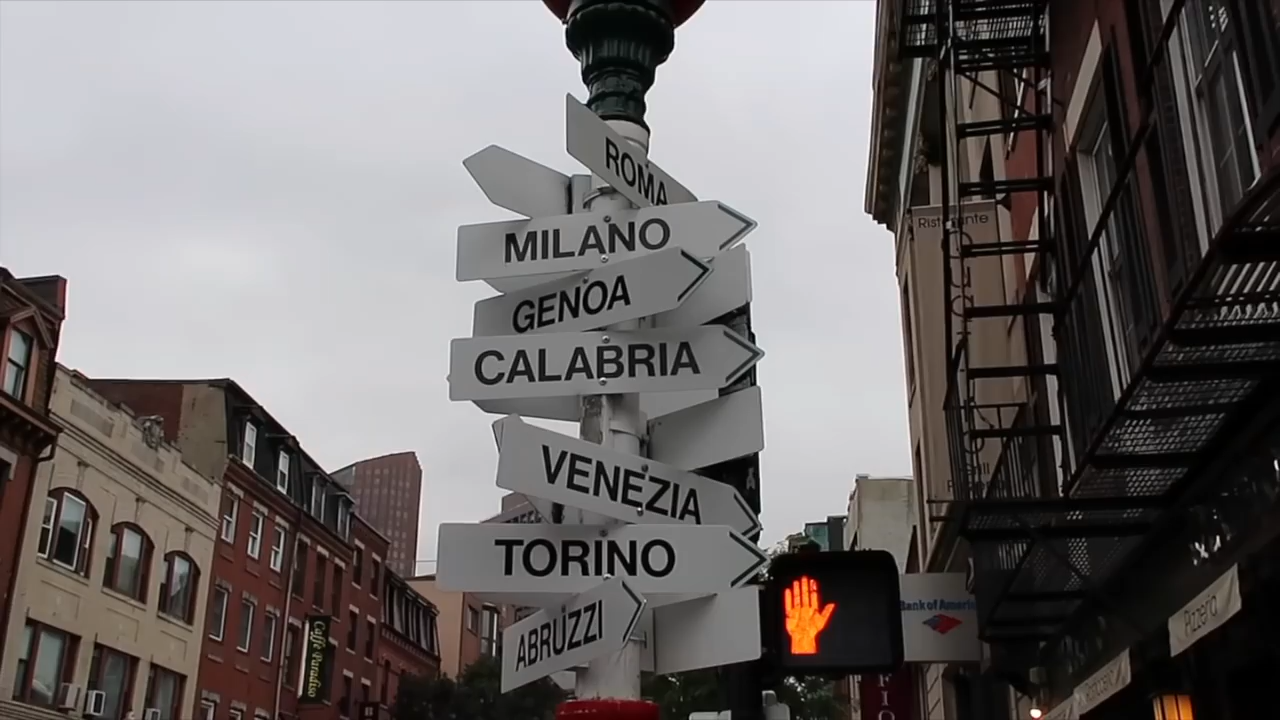 ROMA
MILANO
GENOA
CALABRIA
VENEZIA
TORINO
ABRUZZI
Caffe Paradiso
Ristorante
Bank of America
Pizzeria